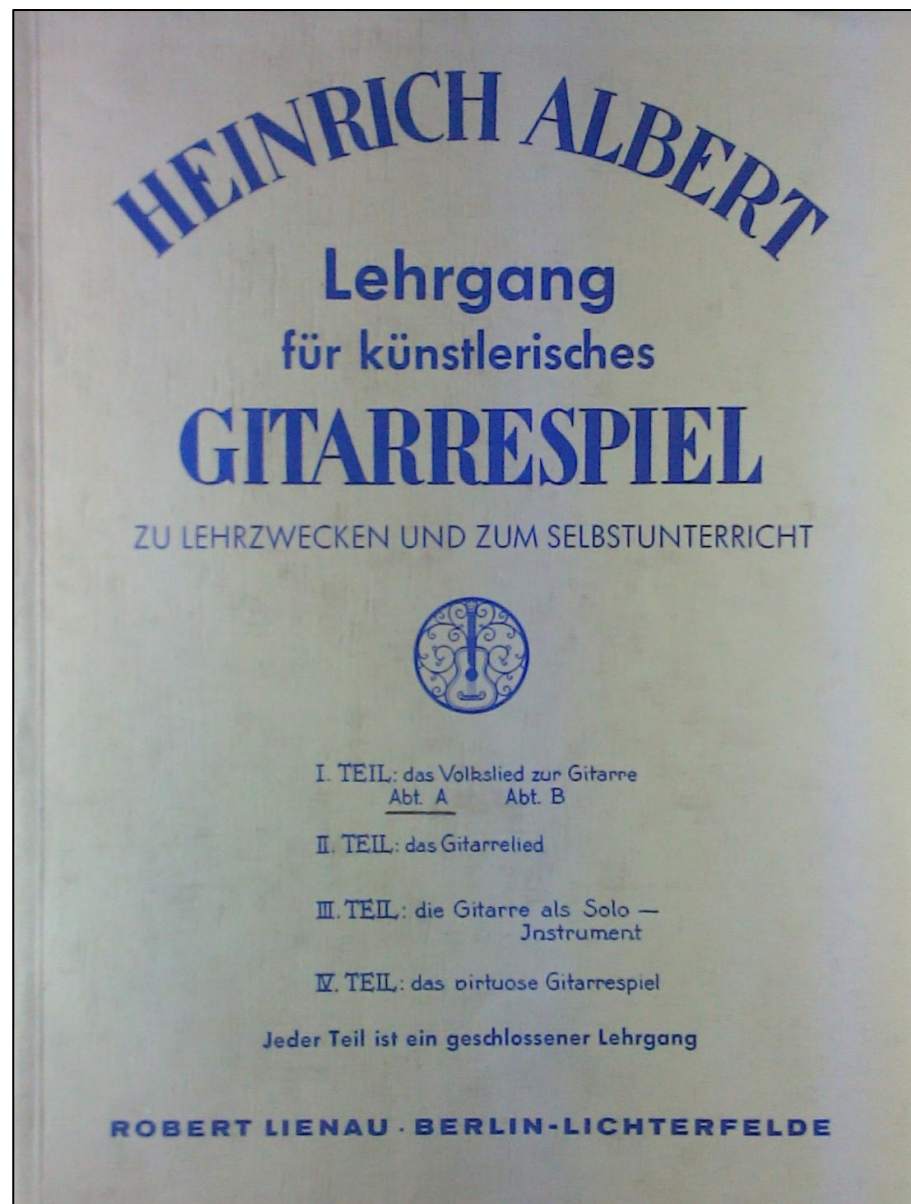 HEINRICH ALBERT
Lehrgang
für künstlerisches
GITARRESPIEL
ZU LEHRZWECKEN UND ZUM SELBSTUNTERRICHT
I. TEIL: das Volkslied zur Gitarre
Abt. A Abt. B
II. TEIL: das Gitarrelied
III. TEIL: die Gitarre als Solo —
Jnstrument
IV. TEIL: das virtuose Gitarrespiel
Jeder Teil ist ein geschlossener Lehrgang
ROBERT LIENAU · BERLIN-LICHTERFELDE